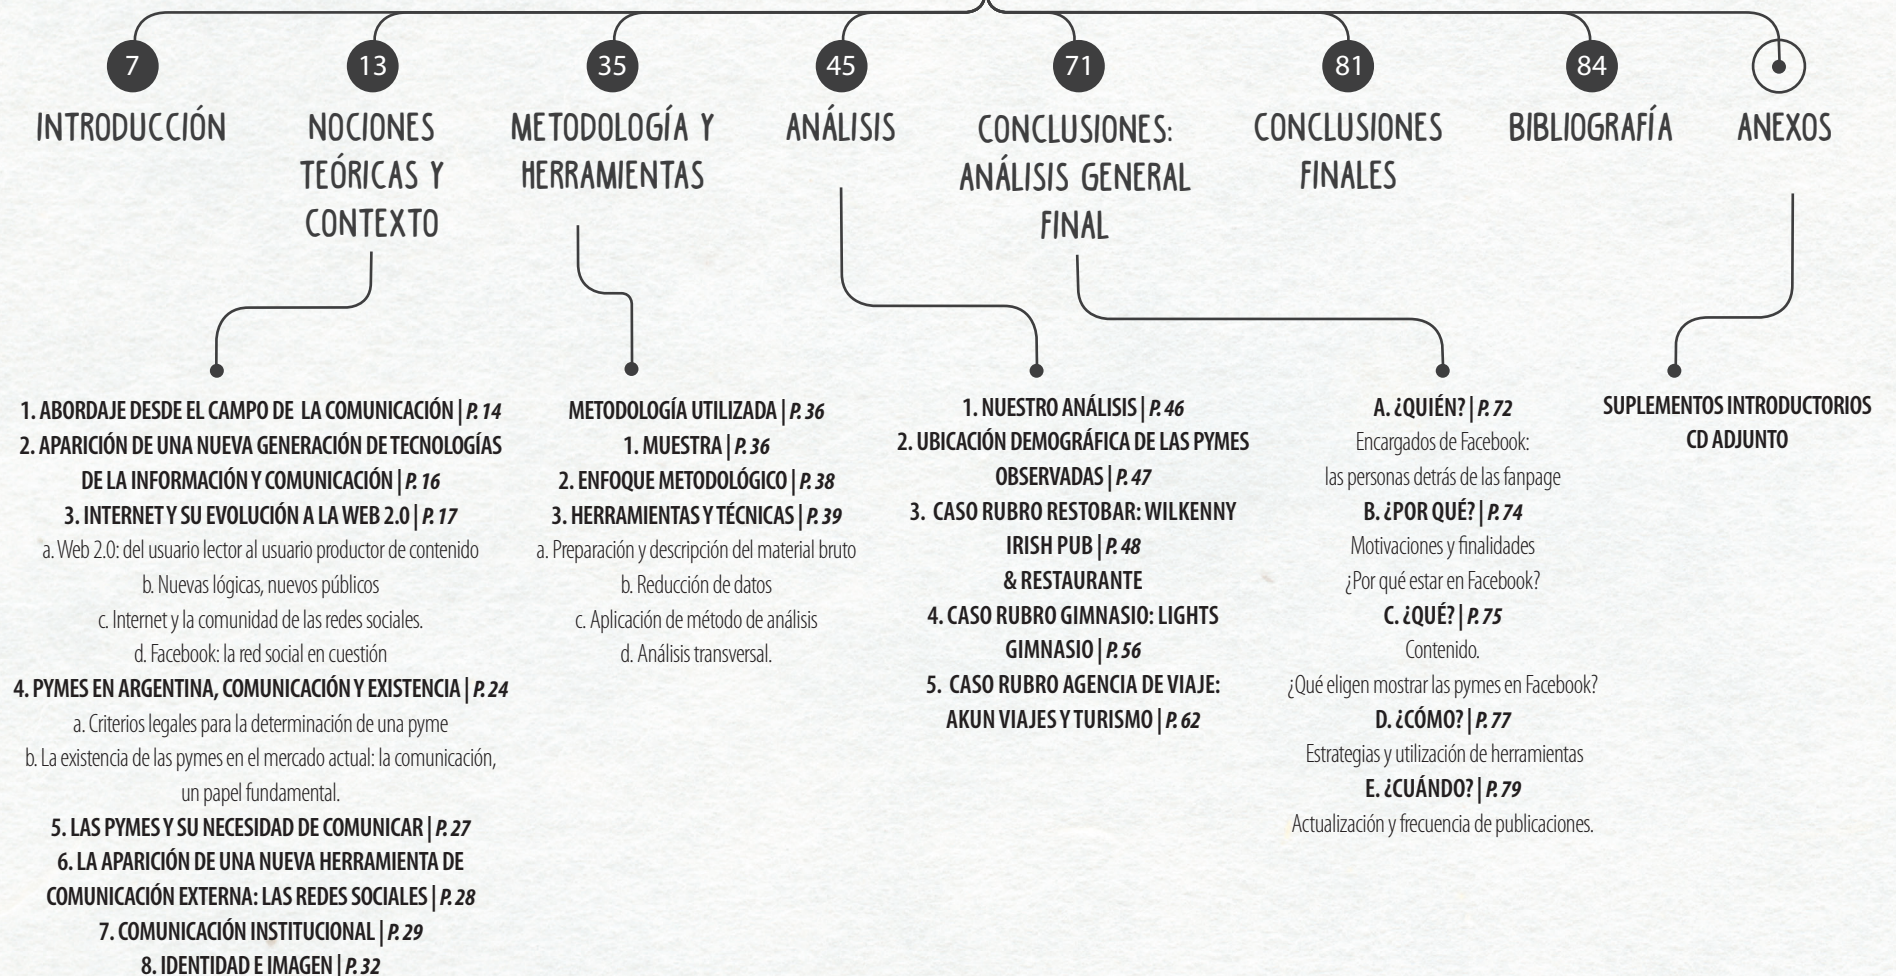 7
INTRODUCCIÓN
13
NOCIONES
TEÓRICAS Y
CONTEXTO
35
METODOLOGÍA Y
HERRAMIENTAS
45
ANÁLISIS
71
CONCLUSIONES:
ANÁLISIS GENERAL
FINAL
81
CONCLUSIONES
FINALES
84
BIBLIOGRAFÍA
ANEXOS
1. ABORDAJE DESDE EL CAMPO DE LA COMUNICACIÓN | P. 14
2. APARICIÓN DE UNA NUEVA GENERACIÓN DE TECNOLOGÍAS
DE LA INFORMACIÓN Y COMUNICACIÓN | P. 16
3. INTERNET Y SU EVOLUCIÓN A LA WEB 2.0 | P. 17
a. Web 2.0: del usuario lector al usuario productor de contenido
b. Nuevas lógicas, nuevos públicos
c. Internet y la comunidad de las redes sociales.
d. Facebook: la red social en cuestión
4. PYMES EN ARGENTINA, COMUNICACIÓN Y EXISTENCIA | P. 24
a. Criterios legales para la determinación de una pyme
b. La existencia de las pymes en el mercado actual: la comunicación,
un papel fundamental.
5. LAS PYMES Y SU NECESIDAD DE COMUNICAR | P. 27
6. LA APARICIÓN DE UNA NUEVA HERRAMIENTA DE
COMUNICACIÓN EXTERNA: LAS REDES SOCIALES | P. 28
7. COMUNICACIÓN INSTITUCIONAL | P. 29
8. IDENTIDAD E IMAGEN | P. 32
METODOLOGÍA UTILIZADA | P. 36
1. MUESTRA | P. 36
2. ENFOQUE METODOLÓGICO | P. 38
3. HERRAMIENTAS Y TÉCNICAS | P. 39
a. Preparación y descripción del material bruto
b. Reducción de datos
c. Aplicación de método de análisis
d. Análisis transversal.
1. NUESTRO ANÁLISIS | P. 46
2. UBICACIÓN DEMOGRÁFICA DE LAS PYMES
OBSERVADAS | P. 47
3. CASO RUBRO RESTOBAR: WILKENNY
IRISH PUB | P. 48
& RESTAURANTE
4. CASO RUBRO GIMNASIO: LIGHTS
GIMNASIO | P. 56
5. CASO RUBRO AGENCIA DE VIAJE:
AKUN VIAJES Y TURISMO | P. 62
A. ¿QUIÉN? | P. 72
Encargados de Facebook:
las personas detrás de las fanpage
B. ¿POR QUÉ? | P. 74
Motivaciones y finalidades
¿Por qué estar en Facebook?
C. ¿QUÉ? | P. 75
Contenido.
¿Qué eligen mostrar las pymes en Facebook?
D. ¿CÓMO? | P. 77
Estrategias y utilización de herramientas
E. ¿CUÁNDO? | P. 79
Actualización y frecuencia de publicaciones.
SUPLEMENTOS INTRODUCTORIOS
CD ADJUNTO